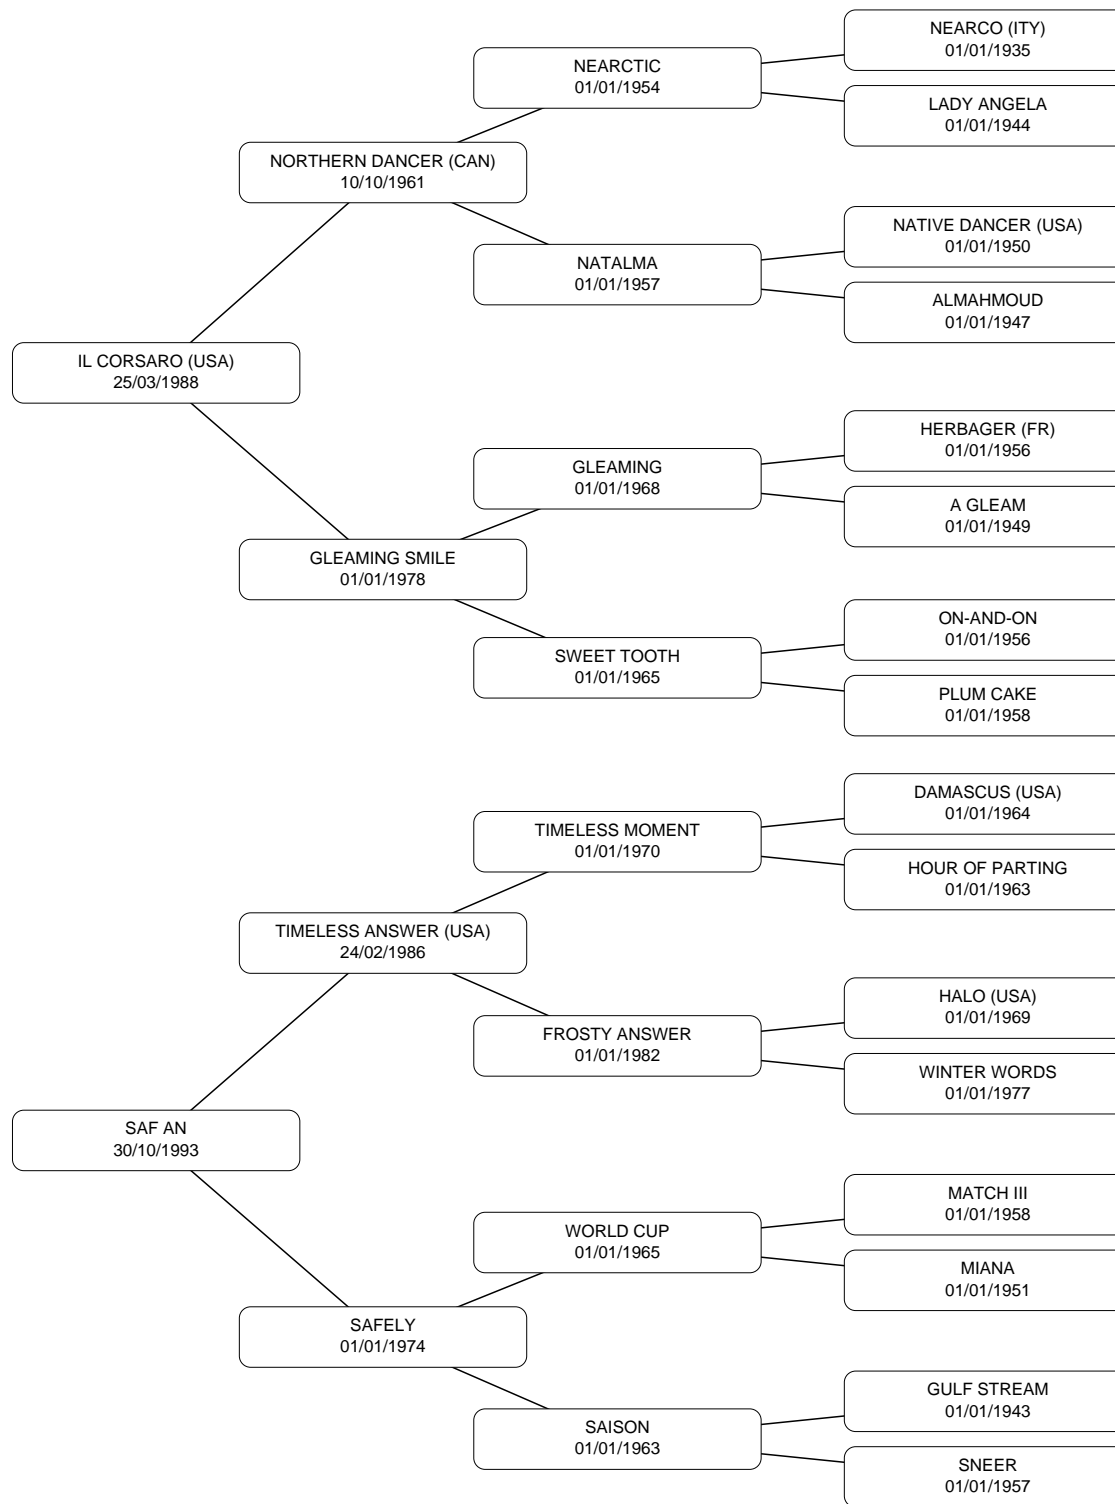 NEARCO (ITY)
01/01/1935
NEARCTIC
01/01/1954
LADY ANGELA
01/01/1944
NORTHERN DANCER (CAN)
10/10/1961
NATIVE DANCER (USA)
01/01/1950
NATALMA
01/01/1957
ALMAHMOUD
01/01/1947
IL CORSARO (USA)
25/03/1988
HERBAGER (FR)
01/01/1956
GLEAMING
01/01/1968
A GLEAM
01/01/1949
GLEAMING SMILE
01/01/1978
ON-AND-ON
01/01/1956
SWEET TOOTH
01/01/1965
PLUM CAKE
01/01/1958
DAMASCUS (USA)
01/01/1964
TIMELESS MOMENT
01/01/1970
HOUR OF PARTING
01/01/1963
TIMELESS ANSWER (USA)
24/02/1986
HALO (USA)
01/01/1969
FROSTY ANSWER
01/01/1982
WINTER WORDS
01/01/1977
SAF AN
30/10/1993
MATCH III
01/01/1958
WORLD CUP
01/01/1965
MIANA
01/01/1951
SAFELY
01/01/1974
GULF STREAM
01/01/1943
SAISON
01/01/1963
SNEER
01/01/1957